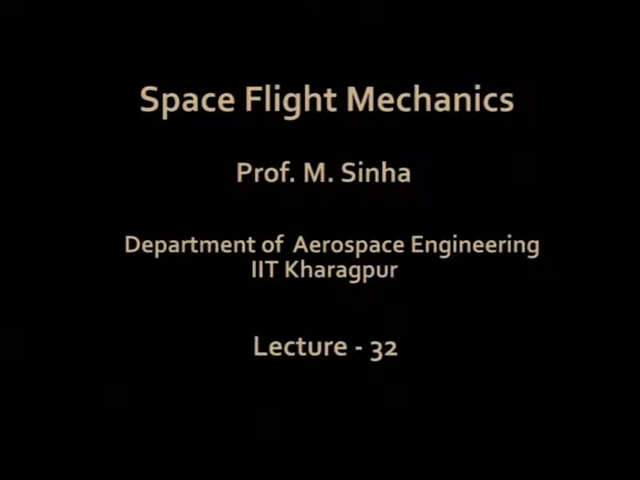 Space Flight Mechanics
Prof. M. Sinha
Department of Aerospace Engineering
IIT Kharagpur
Lecture - 32